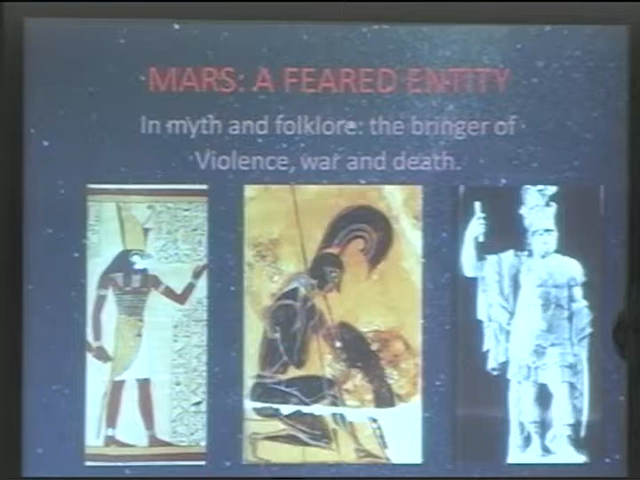 MARS: A FEARED ENTITY
In myth and folklore: the bringer of
Violence, war and death.